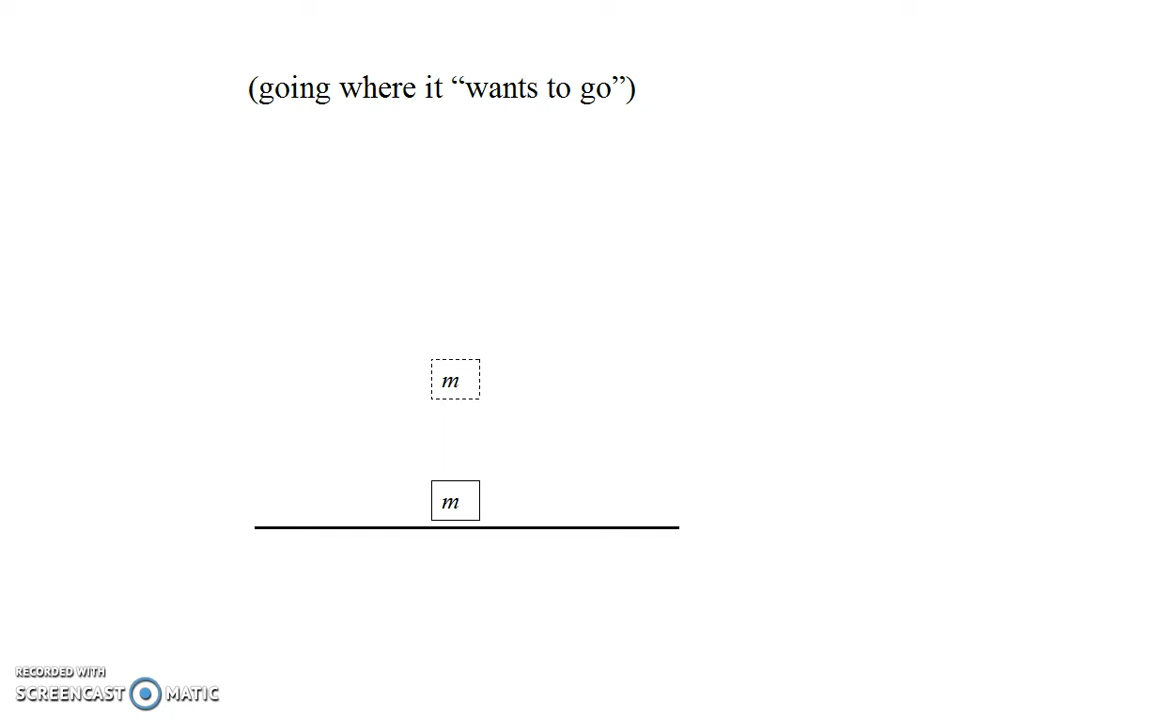 (going where it “wants to go”)
m
m
RECORDED WITH
SCREENCAST MATIC